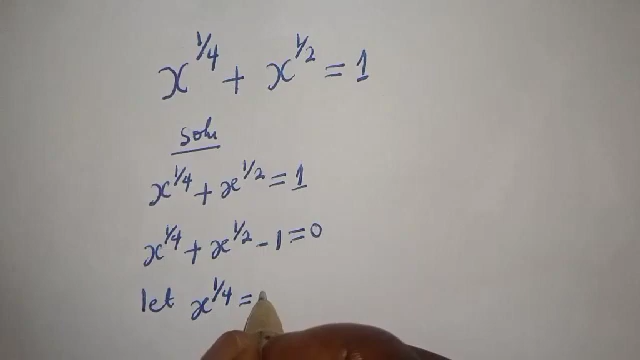 x^{1/4} + x^{1/2} = 1
Soln
x^{1/4} + x^{1/2} = 1
x^{1/4} + x^{1/2} - 1 = 0
let x^{1/4} =